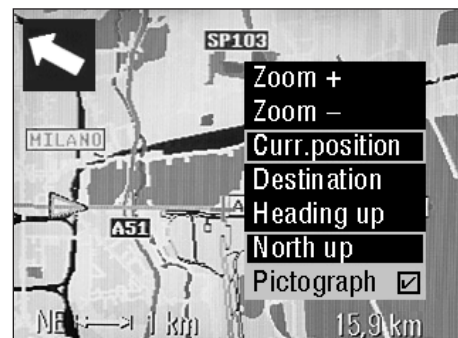 SP103
Zoom +
Zoom –
MILANO
Curr.position
Destination
Heading up
A51
North up
Pictograph ☑
1 km
15,9 km